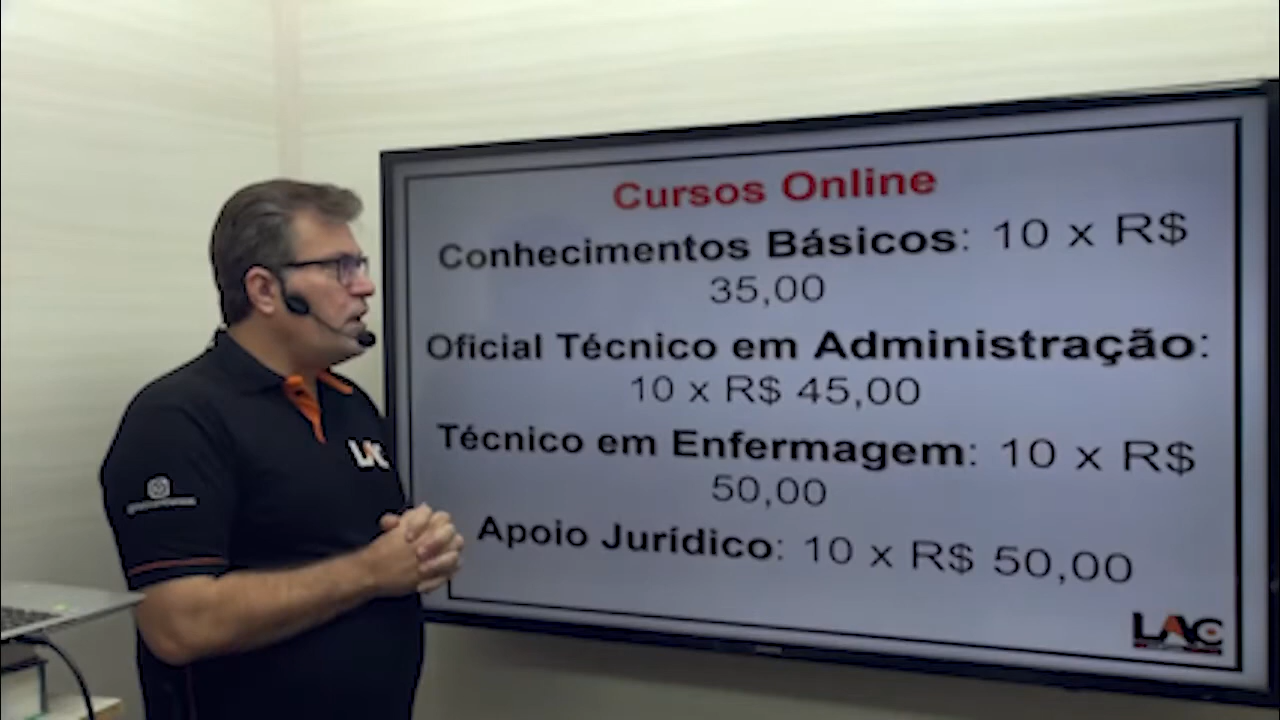 Cursos Online
Conhecimentos Básicos: 10 x R$
35,00
Oficial Técnico em Administração:
10 x R$ 45,00
Técnico em Enfermagem: 10 x R$
50,00
Apoio Jurídico: 10 x R$ 50,00
LAC
LAC